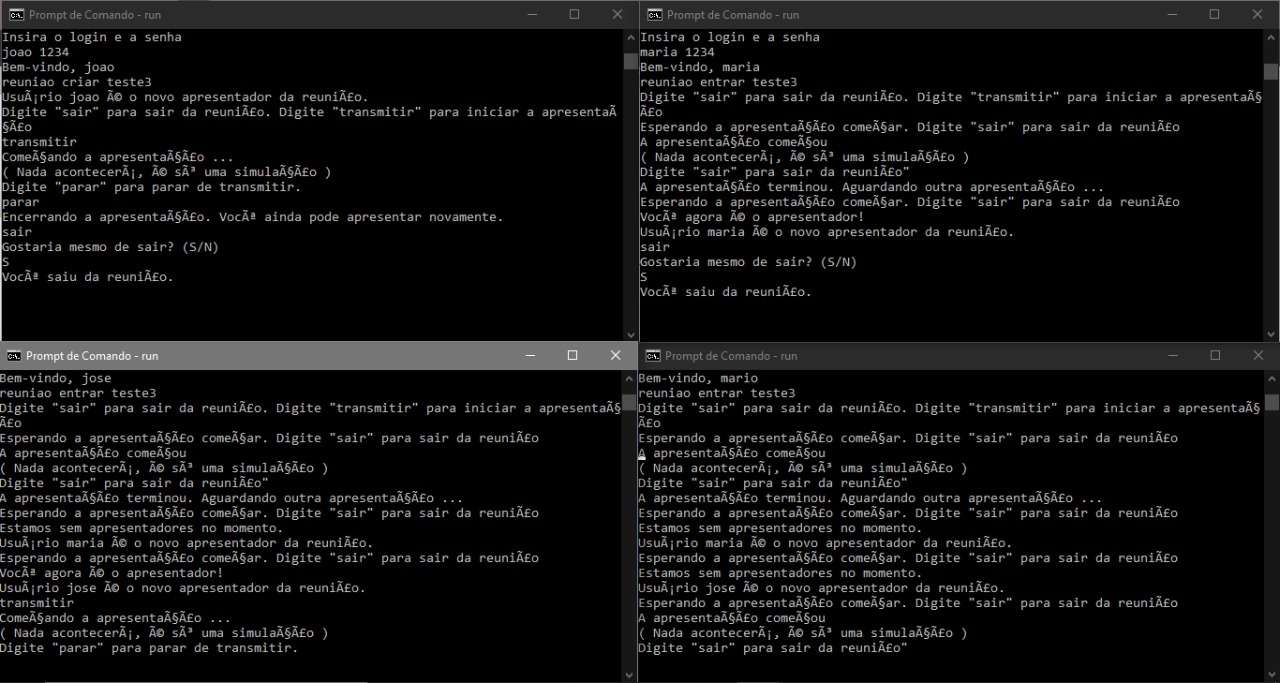 Prompt de Comando - run
Insira o login e a senha
joao 1234
Bem-vindo, joao
reuniao criar teste3
UsuÃ¡rio joao Ã© o novo apresentador da reuniÃ£o.
Digite "sair" para sair da reuniÃ£o. Digite "transmitir" para iniciar a apresentaÃ
§Ã£o
transmitir
ComeÃ§ando a apresentaÃ§Ã£o ...
( Nada acontecerÃ¡, Ã© sÃ³ uma simulaÃ§Ã£o )
Digite "parar" para parar de transmitir.
parar
Encerrando a apresentaÃ§Ã£o. VocÃª ainda pode apresentar novamente.
sair
Gostaria mesmo de sair? (S/N)
S
VocÃª saiu da reuniÃ£o.
Prompt de Comando - run
Insira o login e a senha
maria 1234
Bem-vindo, maria
reuniao entrar teste3
Digite "sair" para sair da reuniÃ£o. Digite "transmitir" para iniciar a apresentaÃ§
Ã£o
Esperando a apresentaÃ§Ã£o comeÃ§ar. Digite "sair" para sair da reuniÃ£o
A apresentaÃ§Ã£o comeÃ§ou
( Nada acontecerÃ¡, Ã© sÃ³ uma simulaÃ§Ã£o )
Digite "sair" para sair da reuniÃ£o"
A apresentaÃ§Ã£o terminou. Aguardando outra apresentaÃ§Ã£o ...
Esperando a apresentaÃ§Ã£o comeÃ§ar. Digite "sair" para sair da reuniÃ£o
VocÃª agora Ã© o apresentador!
UsuÃ¡rio maria Ã© o novo apresentador da reuniÃ£o.
sair
Gostaria mesmo de sair? (S/N)
S
VocÃª saiu da reuniÃ£o.
Prompt de Comando - run
Bem-vindo, jose
reuniao entrar teste3
Digite "sair" para sair da reuniÃ£o. Digite "transmitir" para iniciar a apresentaÃ§
Ã£o
Esperando a apresentaÃ§Ã£o comeÃ§ar. Digite "sair" para sair da reuniÃ£o
A apresentaÃ§Ã£o comeÃ§ou
( Nada acontecerÃ¡, Ã© sÃ³ uma simulaÃ§Ã£o )
Digite "sair" para sair da reuniÃ£o"
A apresentaÃ§Ã£o terminou. Aguardando outra apresentaÃ§Ã£o ...
Esperando a apresentaÃ§Ã£o comeÃ§ar. Digite "sair" para sair da reuniÃ£o
Estamos sem apresentadores no momento.
UsuÃ¡rio maria Ã© o novo apresentador da reuniÃ£o.
Esperando a apresentaÃ§Ã£o comeÃ§ar. Digite "sair" para sair da reuniÃ£o
VocÃª agora Ã© o apresentador!
UsuÃ¡rio jose Ã© o novo apresentador da reuniÃ£o.
transmitir
ComeÃ§ando a apresentaÃ§Ã£o ...
( Nada acontecerÃ¡, Ã© sÃ³ uma simulaÃ§Ã£o )
Digite "parar" para parar de transmitir.
Prompt de Comando - run
Bem-vindo, mario
reuniao entrar teste3
Digite "sair" para sair da reuniÃ£o. Digite "transmitir" para iniciar a apresentaÃ§
Ã£o
Esperando a apresentaÃ§Ã£o comeÃ§ar. Digite "sair" para sair da reuniÃ£o
A apresentaÃ§Ã£o comeÃ§ou
( Nada acontecerÃ¡, Ã© sÃ³ uma simulaÃ§Ã£o )
Digite "sair" para sair da reuniÃ£o"
A apresentaÃ§Ã£o terminou. Aguardando outra apresentaÃ§Ã£o ...
Esperando a apresentaÃ§Ã£o comeÃ§ar. Digite "sair" para sair da reuniÃ£o
Estamos sem apresentadores no momento.
UsuÃ¡rio maria Ã© o novo apresentador da reuniÃ£o.
Esperando a apresentaÃ§Ã£o comeÃ§ar. Digite "sair" para sair da reuniÃ£o
Estamos sem apresentadores no momento.
UsuÃ¡rio jose Ã© o novo apresentador da reuniÃ£o.
Esperando a apresentaÃ§Ã£o comeÃ§ar. Digite "sair" para sair da reuniÃ£o
A apresentaÃ§Ã£o comeÃ§ou
( Nada acontecerÃ¡, Ã© sÃ³ uma simulaÃ§Ã£o )
Digite "sair" para sair da reuniÃ£o"